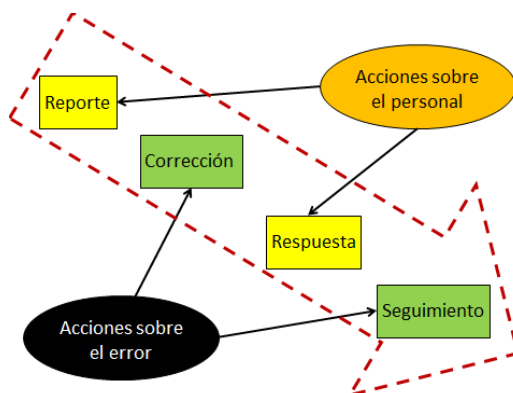 Acciones sobre
el personal
Reporte
Corrección
Respuesta
Seguimiento
Acciones sobre
el error